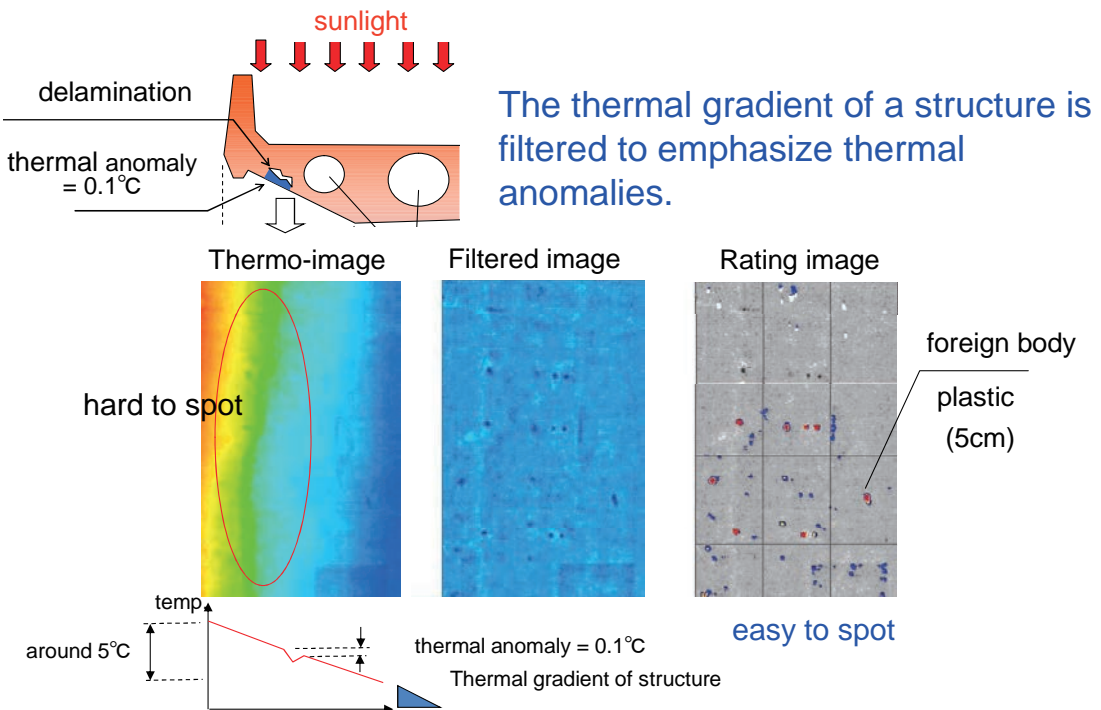 sunlight
delamination
thermal anomaly
= 0.1℃
The thermal gradient of a structure is
filtered to emphasize thermal
anomalies.
Thermo-image
Filtered image
Rating image
hard to spot
foreign body
plastic
(5cm)
easy to spot
temp
around 5℃
thermal anomaly = 0.1℃
Thermal gradient of structure